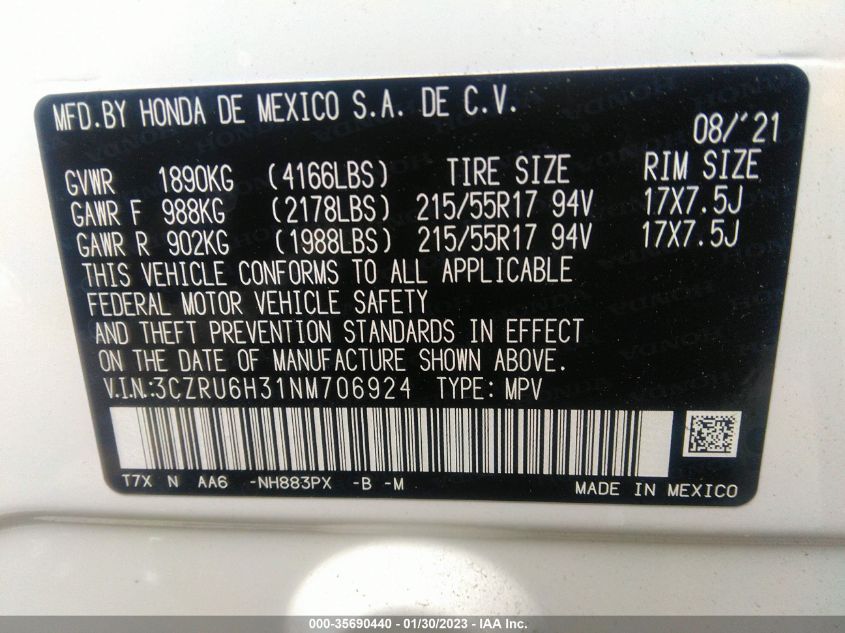 MFD.BY HONDA DE MEXICO S.A. DE C.V.
08/'21
GVWR 1890KG (4166LBS) TIRE SIZE RIM SIZE
GAWR F 988KG (2178LBS) 215/55R17 94V 17X7.5J
GAWR R 902KG (1988LBS) 215/55R17 94V 17X7.5J
THIS VEHICLE CONFORMS TO ALL APPLICABLE
FEDERAL MOTOR VEHICLE SAFETY
AND THEFT PREVENTION STANDARDS IN EFFECT
ON THE DATE OF MANUFACTURE SHOWN ABOVE.
V.I.N.:3CZRU6H31NM706924 TYPE: MPV
T7X N AA6 -NH883PX -B -M
MADE IN MEXICO
000-35690440 - 01/30/2023 - IAA Inc.